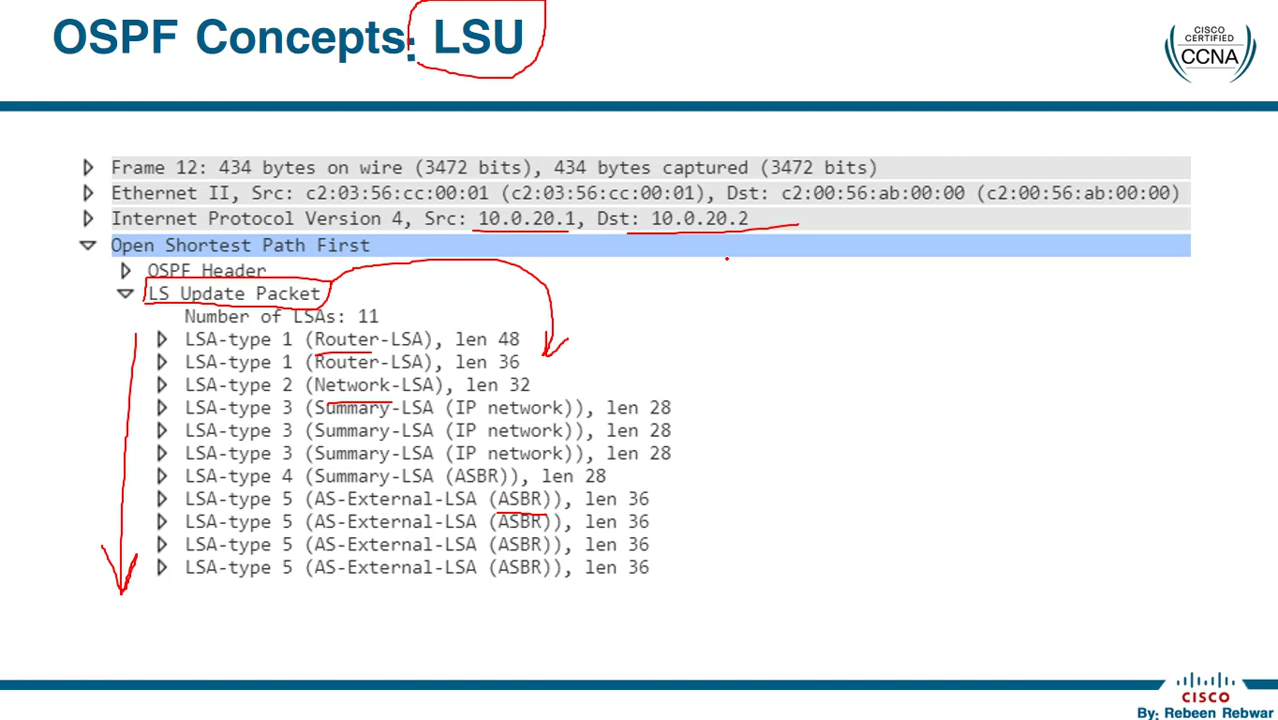 OSPF Concepts: LSU
CISCO
CERTIFIED
CCNA
Frame 12: 434 bytes on wire (3472 bits), 434 bytes captured (3472 bits)
Ethernet II, Src: c2:03:56:cc:00:01 (c2:03:56:cc:00:01), Dst: c2:00:56:ab:00:00 (c2:00:56:ab:00:00)
Internet Protocol Version 4, Src: 10.0.20.1, Dst: 10.0.20.2
Open Shortest Path First
OSPF Header
LS Update Packet
Number of LSAs: 11
LSA-type 1 (Router-LSA), len 48
LSA-type 1 (Router-LSA), len 36
LSA-type 2 (Network-LSA), len 32
LSA-type 3 (Summary-LSA (IP network)), len 28
LSA-type 3 (Summary-LSA (IP network)), len 28
LSA-type 3 (Summary-LSA (IP network)), len 28
LSA-type 4 (Summary-LSA (ASBR)), len 28
LSA-type 5 (AS-External-LSA (ASBR)), len 36
LSA-type 5 (AS-External-LSA (ASBR)), len 36
LSA-type 5 (AS-External-LSA (ASBR)), len 36
LSA-type 5 (AS-External-LSA (ASBR)), len 36
CISCO
By: Rebeen Rebwar